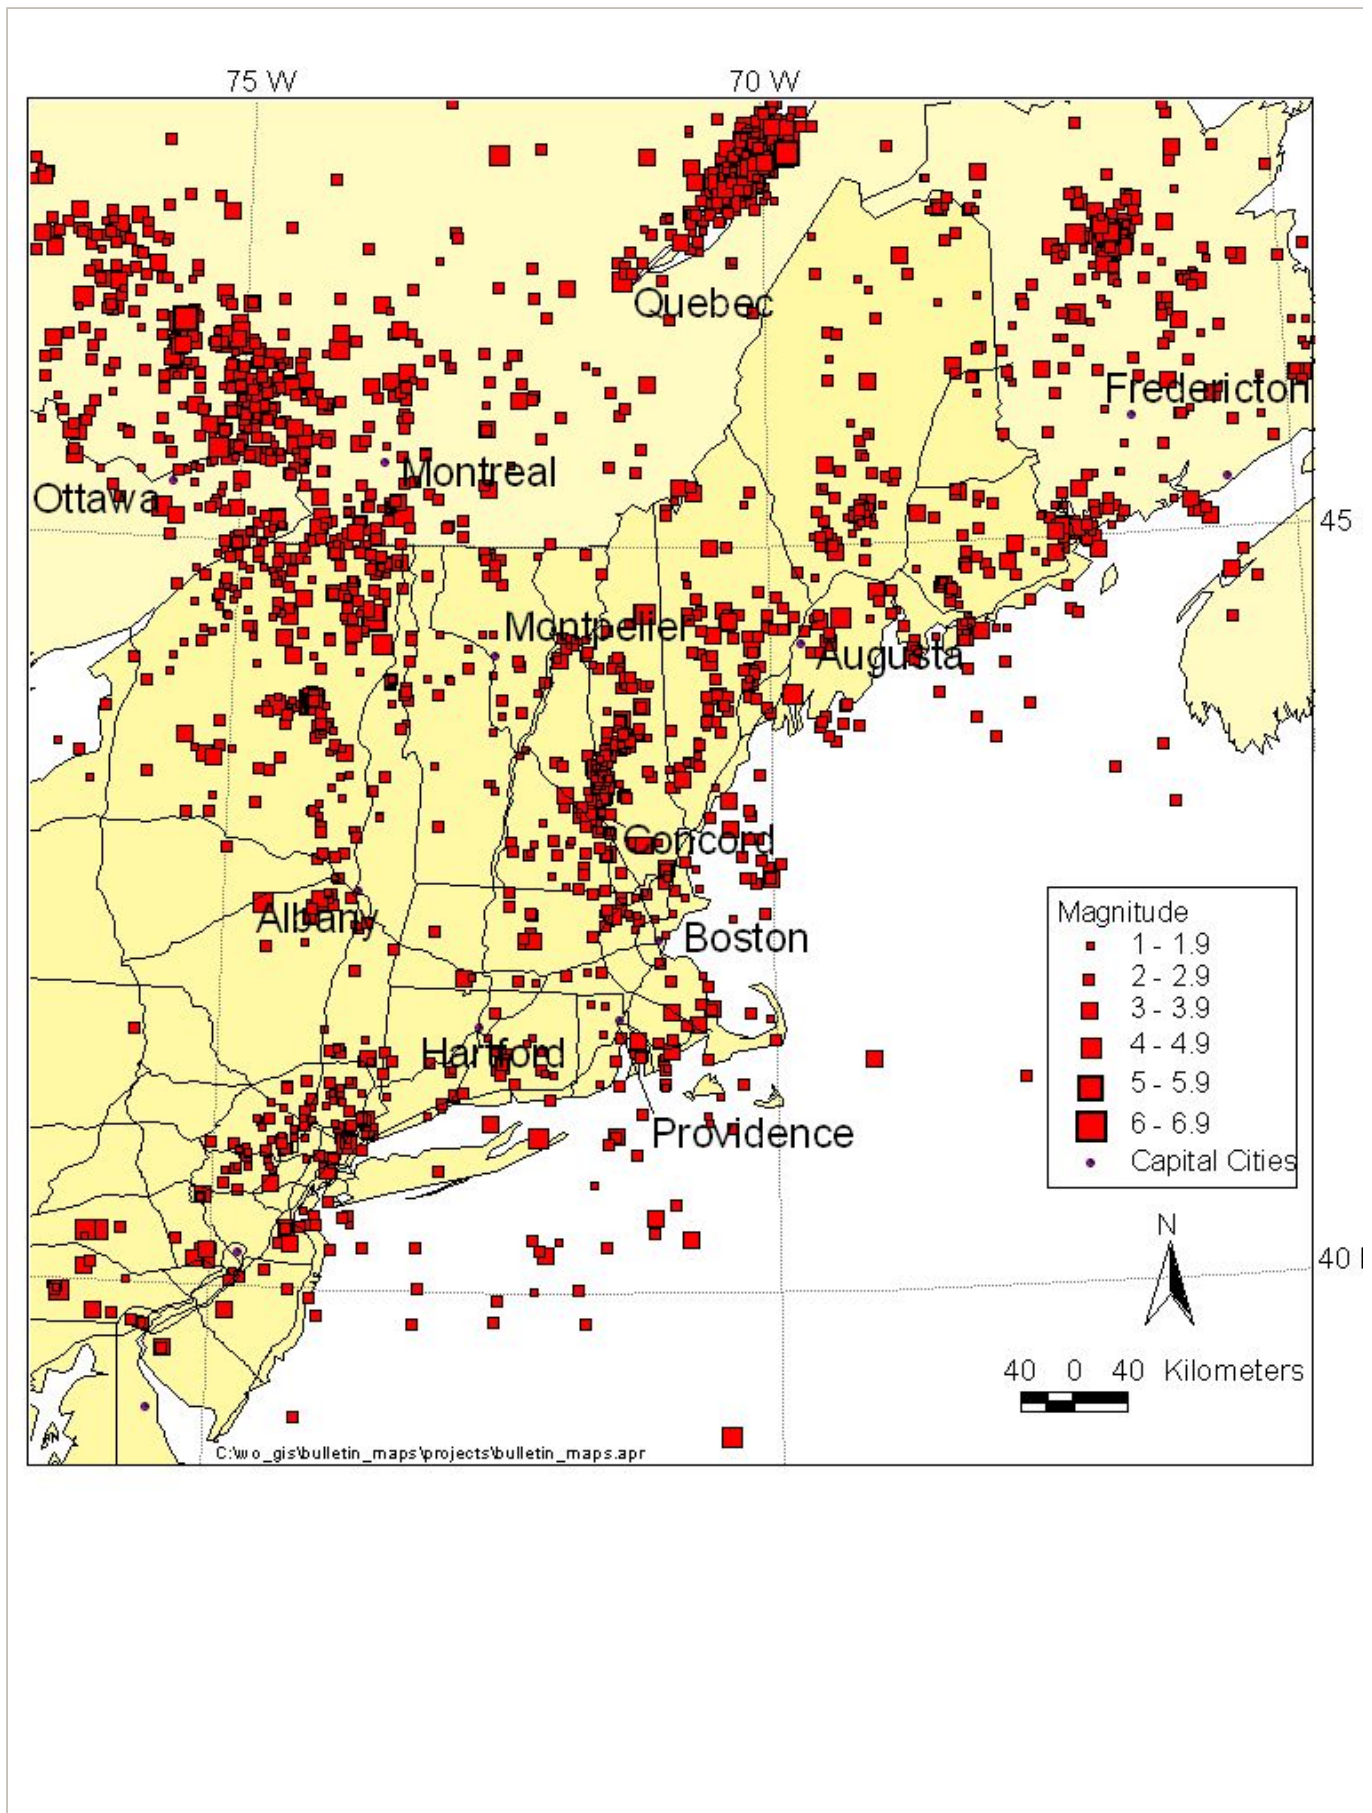 75 W 70 W
Quebec
Fredericton
Montreal
Ottawa
45
Montpelier
Augusta
Concord
Albany
Boston
Magnitude
1 - 1.9
2 - 2.9
3 - 3.9
4 - 4.9
5 - 5.9
6 - 6.9
Capital Cities
Hartford
Providence
N
40
40 0 40 Kilometers
C:\wo_gis\bulletin_maps\projects\bulletin_maps.apr